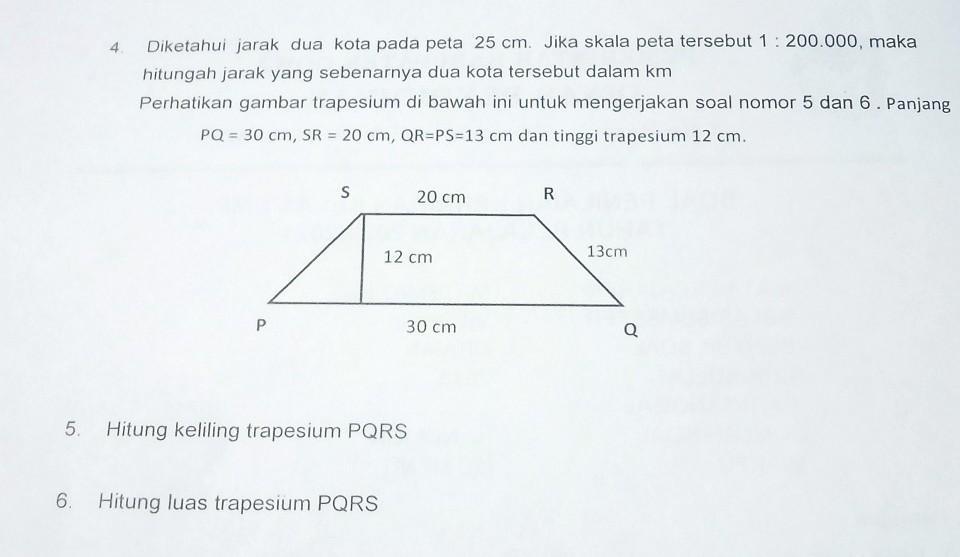 4. Diketahui jarak dua kota pada peta 25 cm. Jika skala peta tersebut 1 : 200.000, maka
hitungah jarak yang sebenarnya dua kota tersebut dalam km
Perhatikan gambar trapesium di bawah ini untuk mengerjakan soal nomor 5 dan 6 . Panjang
PQ = 30 cm, SR = 20 cm, QR=PS=13 cm dan tinggi trapesium 12 cm.
S 20 cm R
12 cm 13cm
P 30 cm Q
5. Hitung keliling trapesium PQRS
6. Hitung luas trapesium PQRS